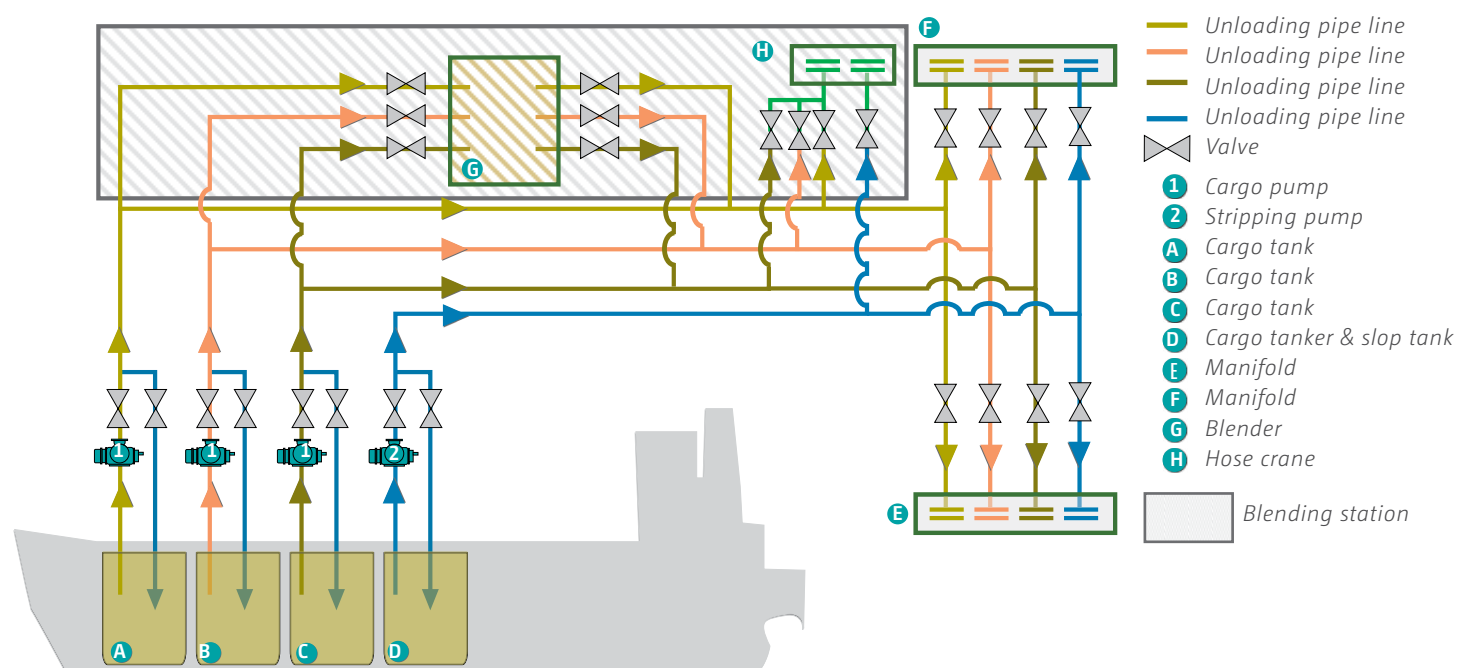 H
F
G
1
1
1
2
E
A
B
C
D
Unloading pipe line
Unloading pipe line
Unloading pipe line
Unloading pipe line
Valve
1 Cargo pump
2 Stripping pump
A Cargo tank
B Cargo tank
C Cargo tank
D Cargo tanker & slop tank
E Manifold
F Manifold
G Blender
H Hose crane
Blending station